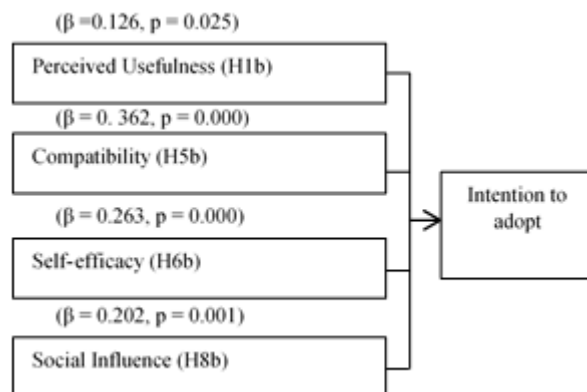 (β =0.126, p = 0.025)
Perceived Usefulness (H1b)
(β = 0. 362, p = 0.000)
Compatibility (H5b)
(β = 0.263, p = 0.000)
Self-efficacy (H6b)
(β = 0.202, p = 0.001)
Social Influence (H8b)
Intention to
adopt